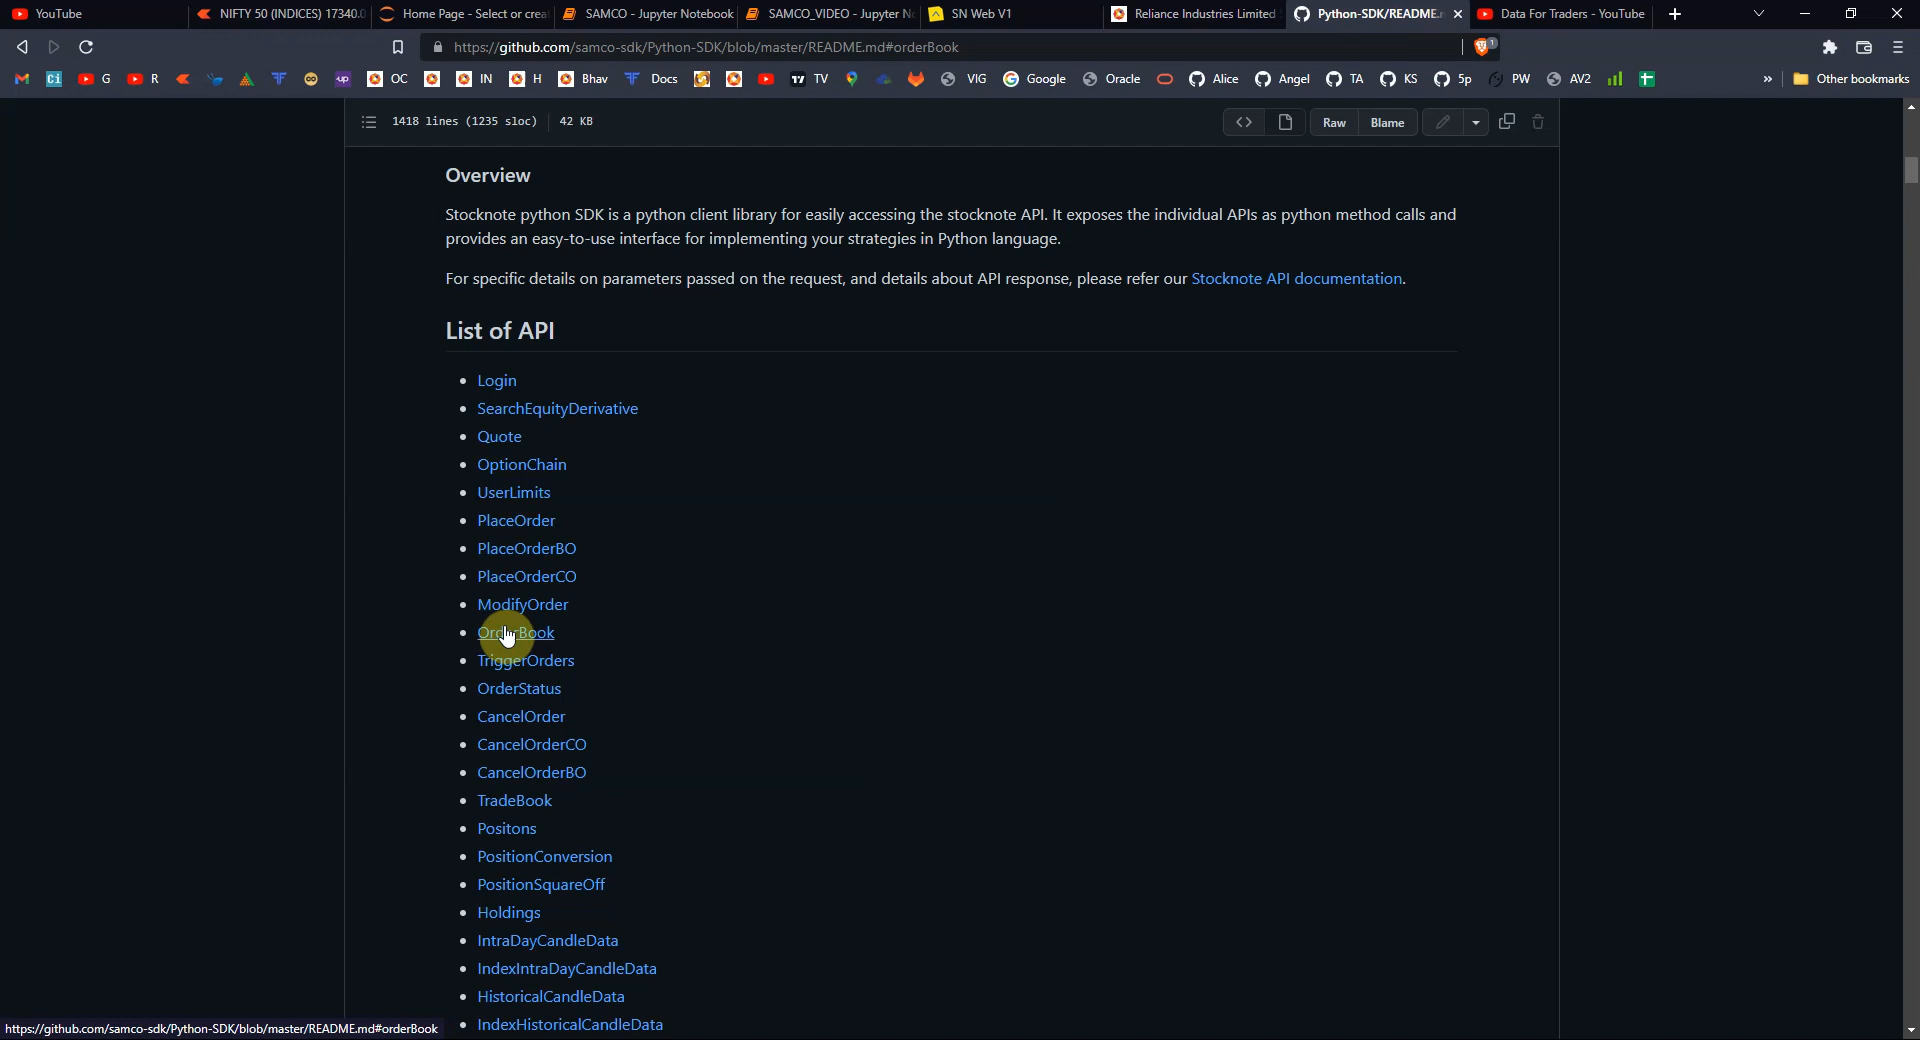 YouTube
NIFTY 50 (INDICES) 17340.0
Home Page - Select or crea
SAMCO - Jupyter Notebook
SAMCO_VIDEO - Jupyter N
SN Web V1
Reliance Industries Limited
Python-SDK/README.
Data For Traders - YouTube
https://github.com/samco-sdk/Python-SDK/blob/master/README.md#orderBook
G R up OC IN H Bhav Docs TV VIG Google Oracle Alice Angel TA KS 5p PW AV2 » Other bookmarks
1418 lines (1235 sloc) 42 KB
Raw Blame
Overview
Stocknote python SDK is a python client library for easily accessing the stocknote API. It exposes the individual APIs as python method calls and
provides an easy-to-use interface for implementing your strategies in Python language.
For specific details on parameters passed on the request, and details about API response, please refer our Stocknote API documentation.
List of API
Login
SearchEquityDerivative
Quote
OptionChain
UserLimits
PlaceOrder
PlaceOrderBO
PlaceOrderCO
ModifyOrder
OrderBook
TriggerOrders
OrderStatus
CancelOrder
CancelOrderCO
CancelOrderBO
TradeBook
Positons
PositionConversion
PositionSquareOff
Holdings
IntraDayCandleData
IndexIntraDayCandleData
HistoricalCandleData
IndexHistoricalCandleData
https://github.com/samco-sdk/Python-SDK/blob/master/README.md#orderBook